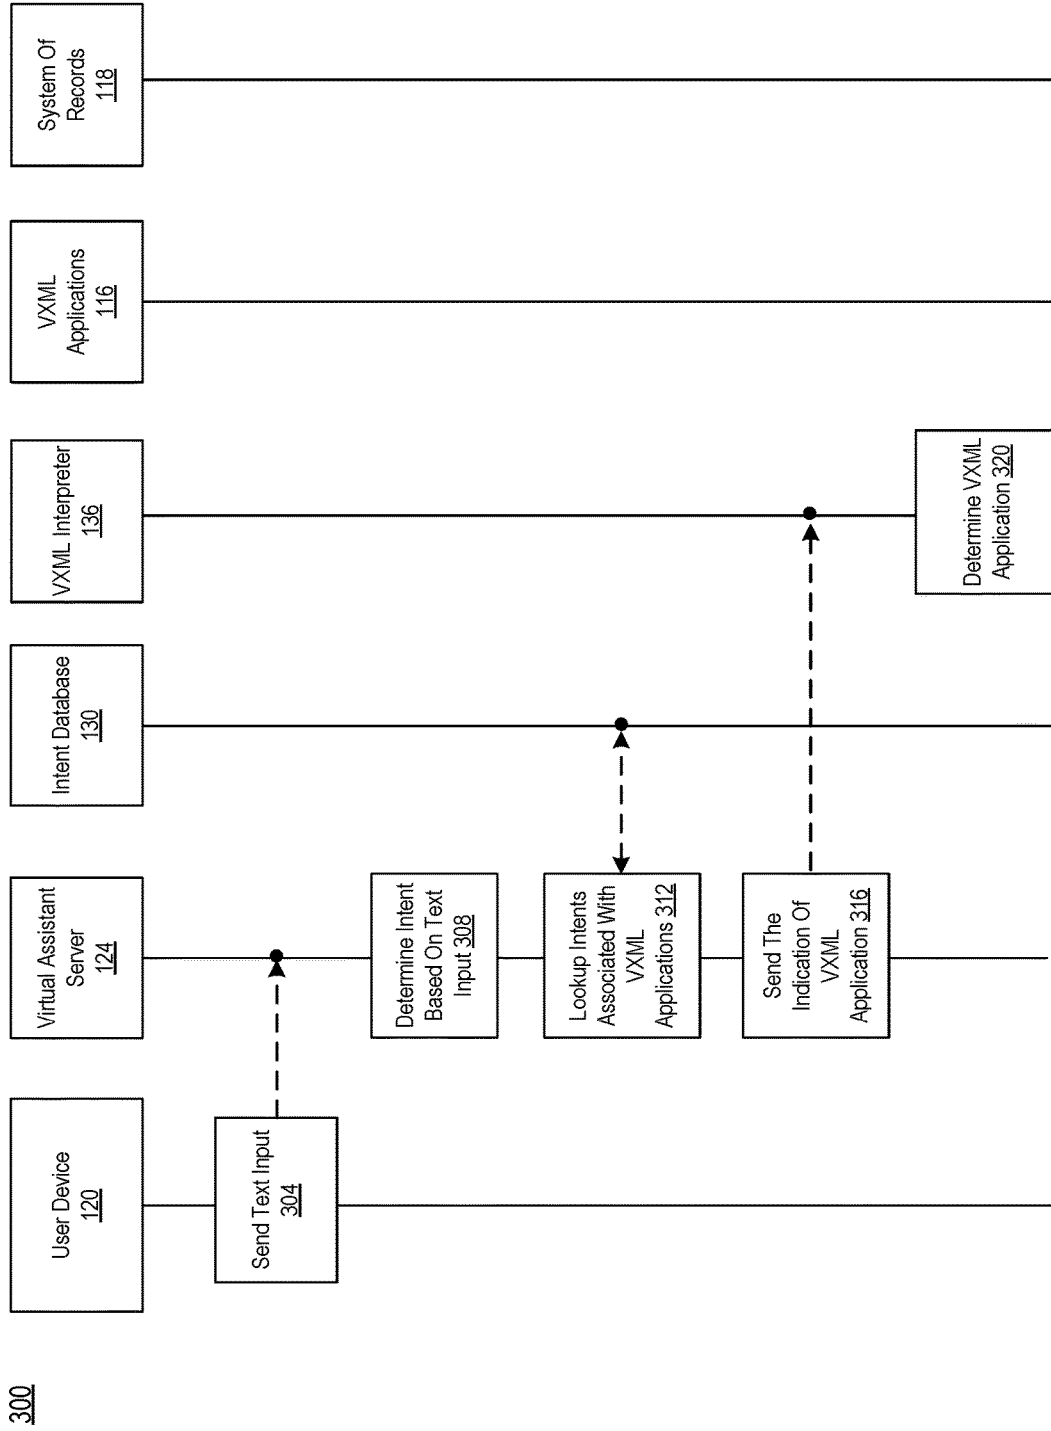 300
User Device
120
Virtual Assistant
Server
124
Intent Database
130
VXML Interpreter
136
VXML
Applications
116
System Of
Records
118
Send Text Input
304
Determine Intent
Based On Text
Input 308
Lookup Intents
Associated With
VXML
Applications 312
Send The
Indication Of
VXML
Application 316
Determine VXML
Application 320